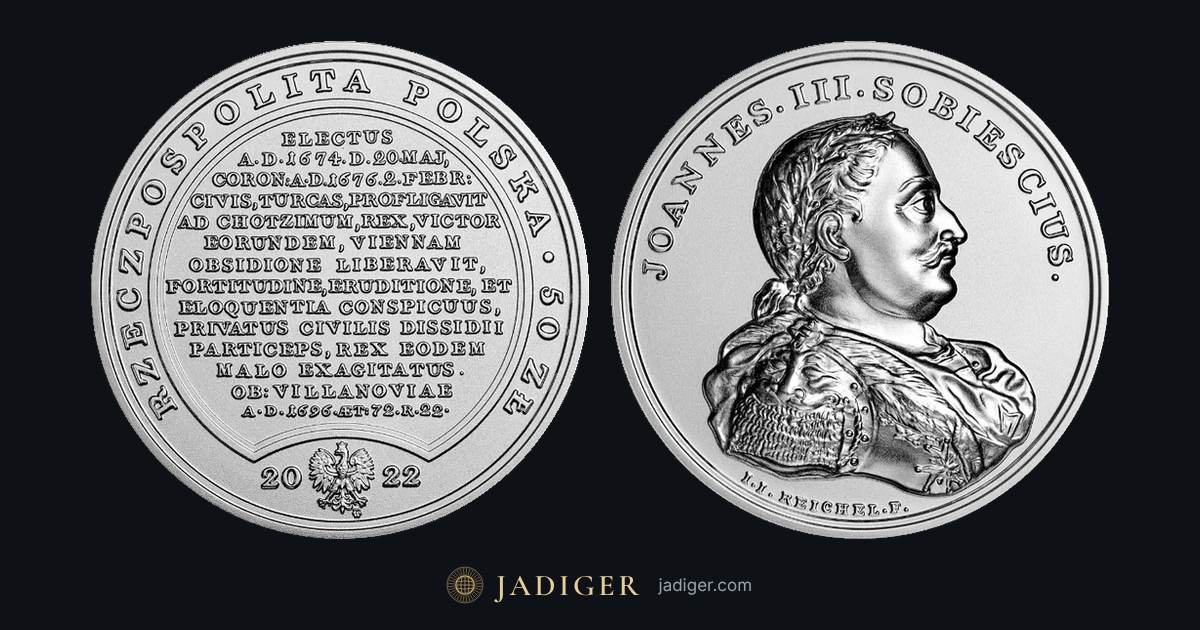 RZECZPOSPOLITA POLSKA · 50 ZŁ
ELECTUS
A.D.1674.D.20.MAJ,
CORON:A.D.1676.2.FEBR:
CIVIS,TURCAS,PROFLIGAVIT
AD CHOTZIMUM,REX,VICTOR
EORUNDEM, VIENNAM
OBSIDIONE LIBERAVIT,
FORTITUDINE,ERUDITIONE, ET
ELOQUENTIA CONSPICUUS,
PRIVATUS CIVILIS DISSIDII
PARTICEPS, REX EODEM
MALO EXAGITATUS.
OB: VILLANOVIAE
A.D.1696.ÆT:72.R.22.
20 22
JOANNES.III.SOBIESCIUS.
I.I. REICHEL.F.
JADIGER jadiger.com